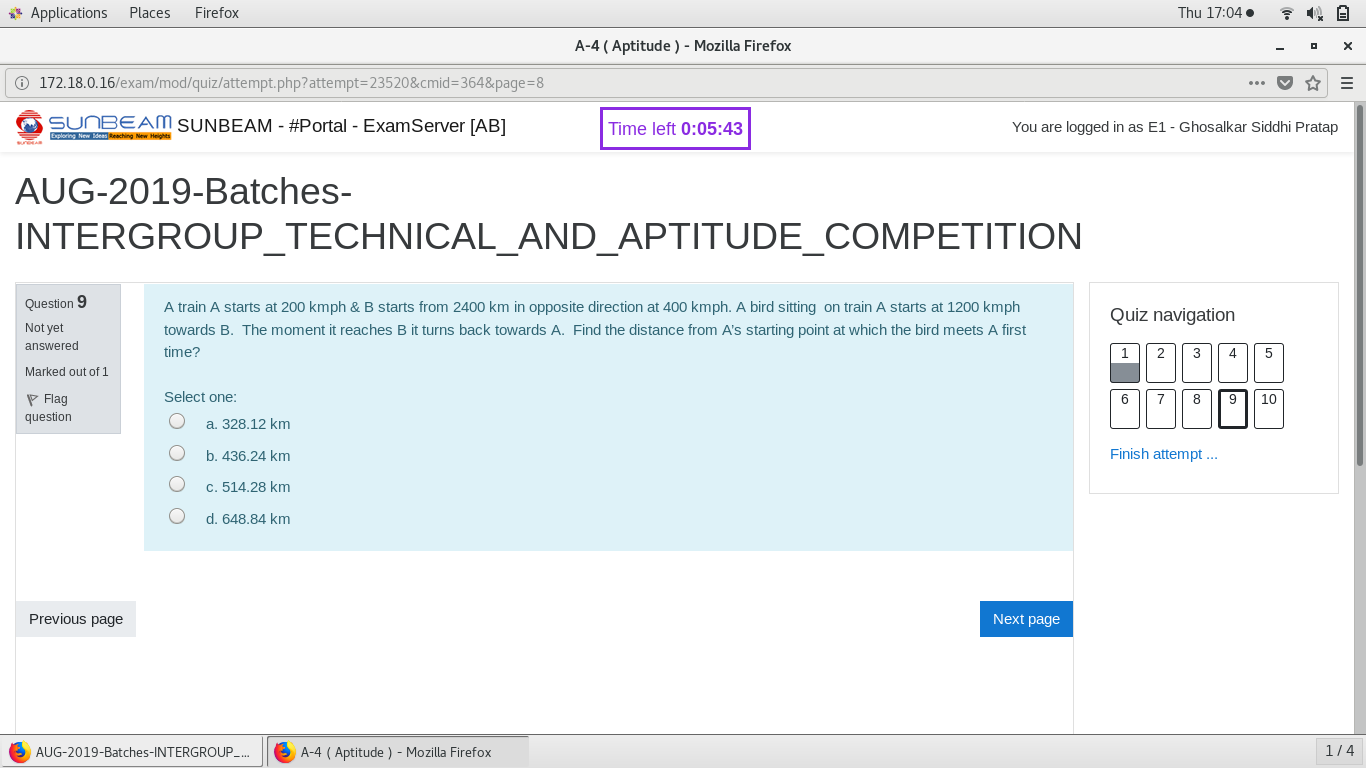 Applications Places Firefox Thu 17:04
A-4 ( Aptitude ) - Mozilla Firefox
172.18.0.16/exam/mod/quiz/attempt.php?attempt=23520&cmid=364&page=8
SUNBEAM
Exploring New Ideas Reaching New Heights
SUNBEAM
SUNBEAM - #Portal - ExamServer [AB]
Time left 0:05:43
You are logged in as E1 - Ghosalkar Siddhi Pratap
AUG-2019-Batches-
INTERGROUP_TECHNICAL_AND_APTITUDE_COMPETITION
Question 9
Not yet
answered
Marked out of 1
Flag
question
A train A starts at 200 kmph & B starts from 2400 km in opposite direction at 400 kmph. A bird sitting  on train A starts at 1200 kmph
towards B.  The moment it reaches B it turns back towards A.  Find the distance from A's starting point at which the bird meets A first
time?
Select one:
a. 328.12 km
b. 436.24 km
c. 514.28 km
d. 648.84 km
Previous page
Next page
Quiz navigation
1 2 3 4 5
6 7 8 9 10
Finish attempt ...
AUG-2019-Batches-INTERGROUP_...
A-4 ( Aptitude ) - Mozilla Firefox
1 / 4